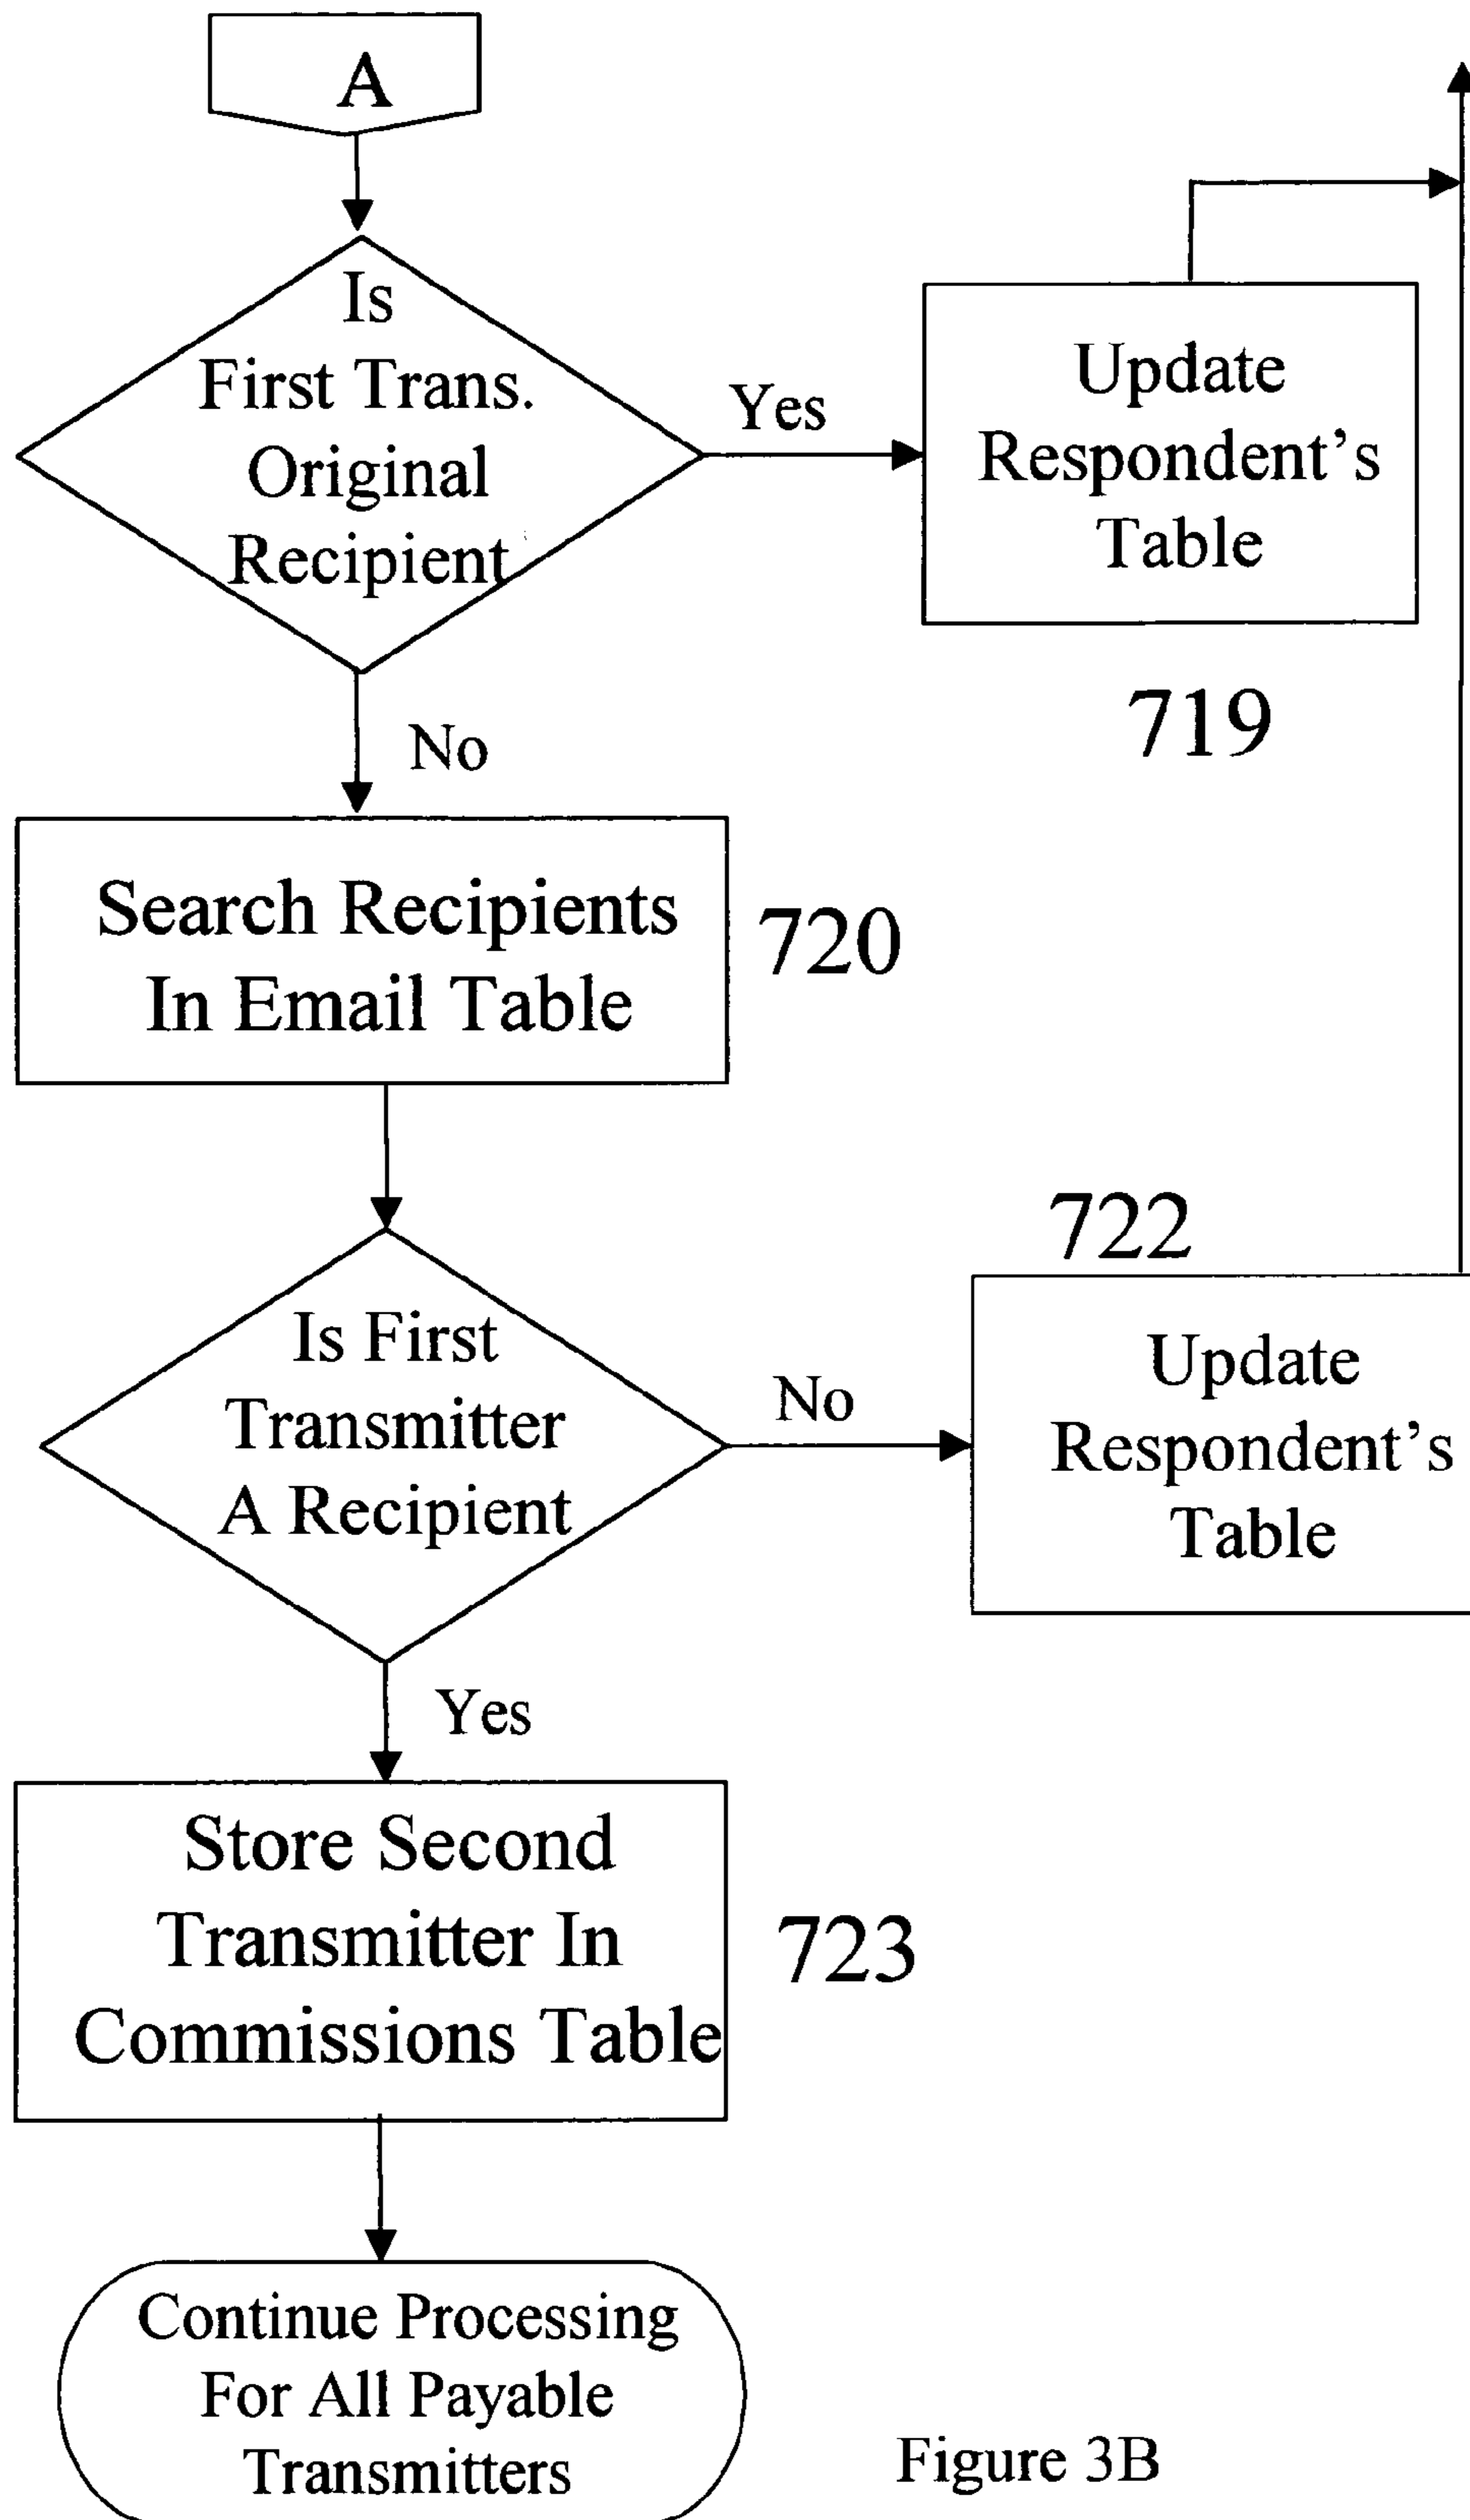 A
Is
First Trans.
Original
Recipient
Yes
Update
Respondent’s
Table
719
No
Search Recipients
In Email Table
720
Is First
Transmitter
A Recipient
No
722
Update
Respondent’s
Table
Yes
Store Second
Transmitter In
Commissions Table
723
Continue Processing
For All Payable
Transmitters
Figure 3B